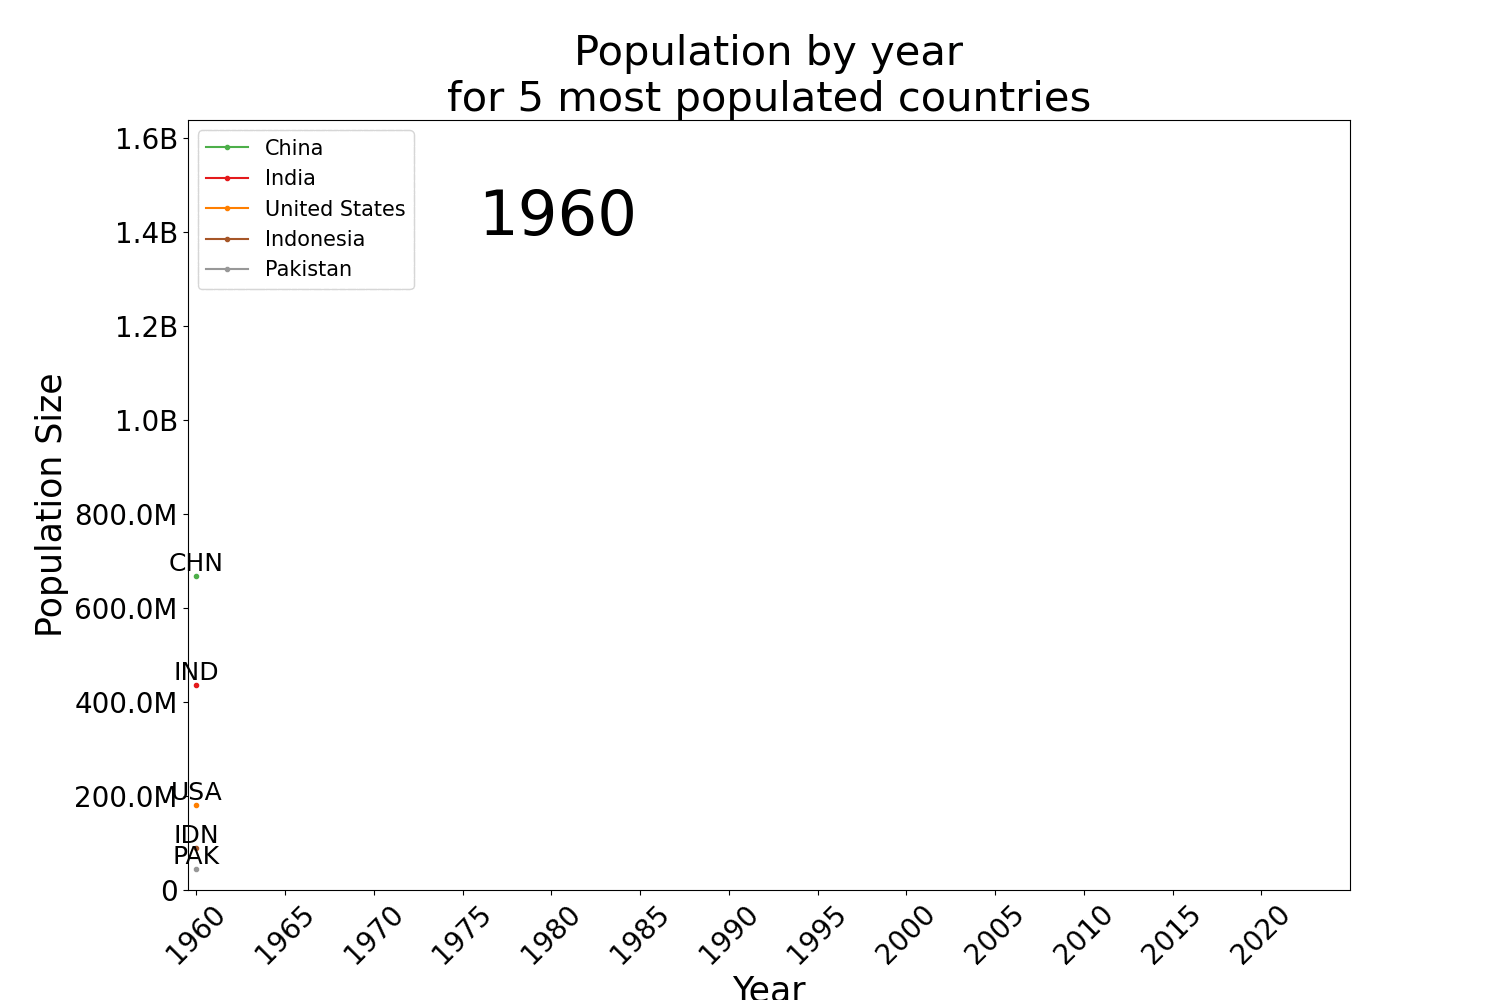 Population by year
for 5 most populated countries
1.6B
1.4B
1.2B
1.0B
800.0M
600.0M
400.0M
200.0M
0
Population Size
China
India
United States
Indonesia
Pakistan
1960
CHN
IND
USA
IDN
PAK
1960
1965
1970
1975
1980
1985
1990
1995
2000
2005
2010
2015
2020
Year